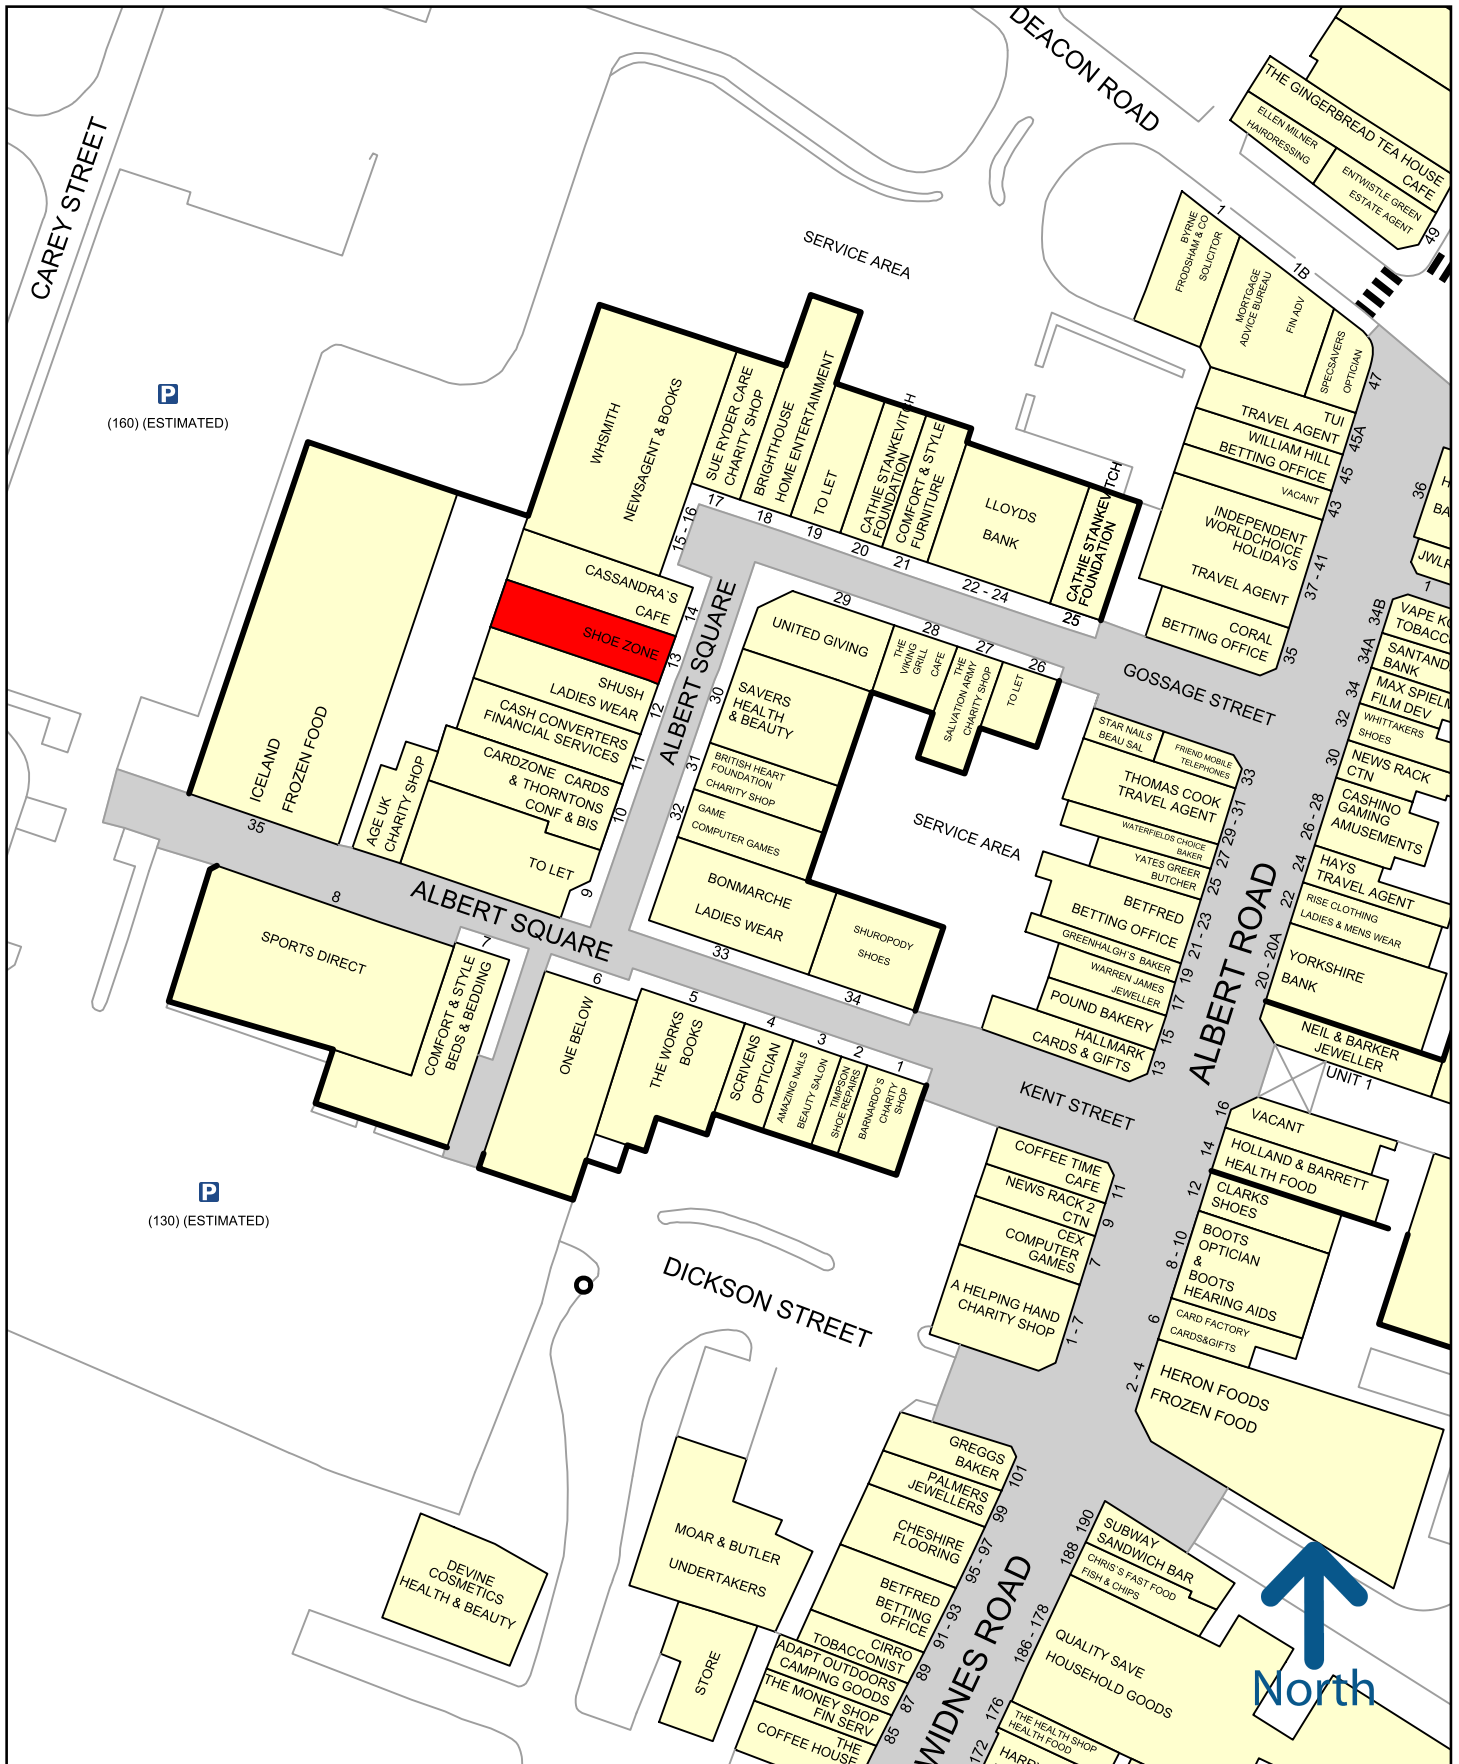 DEACON ROAD
CAREY STREET
SERVICE AREA
P
(160) (ESTIMATED)
THE GINGERBREAD TEA HOUSE
CAFE
ELLEN MILNER
HAIRDRESSING
ENTWISTLE GREEN
ESTATE AGENT
49
1
BYRNE
FRODSHAM & CO
SOLICITOR
1B
MORTGAGE
ADVICE BUREAU
FIN ADV
SPECSAVERS
OPTICIAN
47
TUI
TRAVEL AGENT
45A
WILLIAM HILL
BETTING OFFICE
45
VACANT
43
INDEPENDENT
WORLDCHOICE
HOLIDAYS
TRAVEL AGENT
37 - 41
CORAL
BETTING OFFICE
35
WHSMITH
NEWSAGENT & BOOKS
15 - 16
SUE RYDER CARE
CHARITY SHOP
17
BRIGHTHOUSE
HOME ENTERTAINMENT
18
TO LET
19
CATHIE STANKEVITCH
FOUNDATION
20
COMFORT & STYLE
FURNITURE
21
LLOYDS
BANK
22 - 24
CATHIE STANKEVITCH
FOUNDATION
25
CASSANDRA`S
CAFE
14
SHOE ZONE
13
SHUSH
LADIES WEAR
12
CASH CONVERTERS
FINANCIAL SERVICES
11
CARDZONE CARDS
& THORNTONS
CONF & BIS
10
TO LET
9
AGE UK
CHARITY SHOP
ICELAND
FROZEN FOOD
35
ALBERT SQUARE
UNITED GIVING
29
THE
VIKING
GRILL
CAFE
28
THE
SALVATION ARMY
CHARITY SHOP
27
TO LET
26
SAVERS
HEALTH
& BEAUTY
30
BRITISH HEART
FOUNDATION
CHARITY SHOP
31
GAME
COMPUTER GAMES
32
BONMARCHE
LADIES WEAR
33
SHUROPODY
SHOES
34
SERVICE AREA
GOSSAGE STREET
STAR NAILS
BEAU SAL
FRIEND MOBILE
TELEPHONES
33
THOMAS COOK
TRAVEL AGENT
29 - 31
WATERFIELDS CHOICE
BAKER
27
YATES GREER
BUTCHER
25
BETFRED
BETTING OFFICE
21 - 23
GREENHALGH`S BAKER
19
WARREN JAMES
JEWELLER
17
POUND BAKERY
15
HALLMARK
CARDS & GIFTS
13
ALBERT ROAD
36
JWLR
1
34B
VAPE
TOBACC
34A
SANTAND
BANK
34
MAX SPIELM
FILM DEV
32
WHITTAKERS
SHOES
30
NEWS RACK
CTN
26 - 28
CASHINO
GAMING
AMUSEMENTS
24
HAYS
TRAVEL AGENT
22
RISE CLOTHING
LADIES & MENS WEAR
20 - 20A
YORKSHIRE
BANK
NEIL & BARKER
JEWELLER
UNIT 1
16
VACANT
14
HOLLAND & BARRETT
HEALTH FOOD
12
CLARKS
SHOES
8 - 10
BOOTS
OPTICIAN
&
BOOTS
HEARING AIDS
6
CARD FACTORY
CARDS&GIFTS
2 - 4
HERON FOODS
FROZEN FOOD
ALBERT SQUARE
8
SPORTS DIRECT
7
COMFORT & STYLE
BEDS & BEDDING
6
ONE BELOW
5
THE WORKS
BOOKS
4
SCRIVENS
OPTICIAN
3
AMAZING NAILS
BEAUTY SALON
2
TIMPSON
SHOE REPAIRS
1
BARNARDO`S
CHARITY
SHOP
KENT STREET
COFFEE TIME
CAFE
11
NEWS RACK 2
CTN
9
CEX
COMPUTER
GAMES
7
A HELPING HAND
CHARITY SHOP
1 - 7
P
(130) (ESTIMATED)
DICKSON STREET
GREGGS
BAKER
101
PALMERS
JEWELLERS
99
CHESHIRE
FLOORING
95 - 97
BETFRED
BETTING
OFFICE
91 - 93
CIRRO
TOBACCONIST
89
ADAPT OUTDOORS
CAMPING GOODS
87
THE MONEY SHOP
FIN SERV
85
THE
COFFEE HOUSE
WIDNES ROAD
MOAR & BUTLER
UNDERTAKERS
STORE
DEVINE
COSMETICS
HEALTH & BEAUTY
190
SUBWAY
SANDWICH BAR
188
CHRIS`S FAST FOOD
FISH & CHIPS
186 - 178
QUALITY SAVE
HOUSEHOLD GOODS
176
THE HEALTH SHOP
HEALTH FOOD
172
North